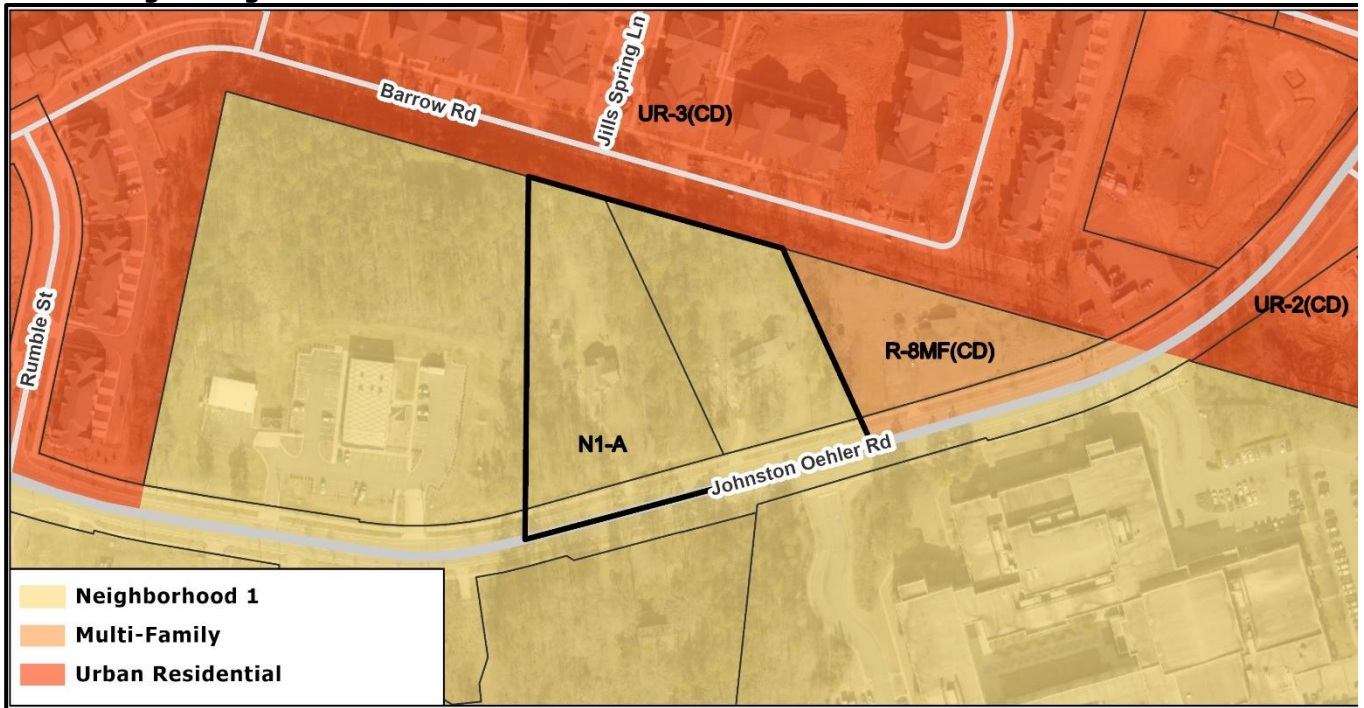 Barrow Rd
Jills Spring Ln
UR-3(CD)
Rumble St
UR-2(CD)
R-8MF(CD)
N1-A
Johnston Oehler Rd
Neighborhood 1
Multi-Family
Urban Residential